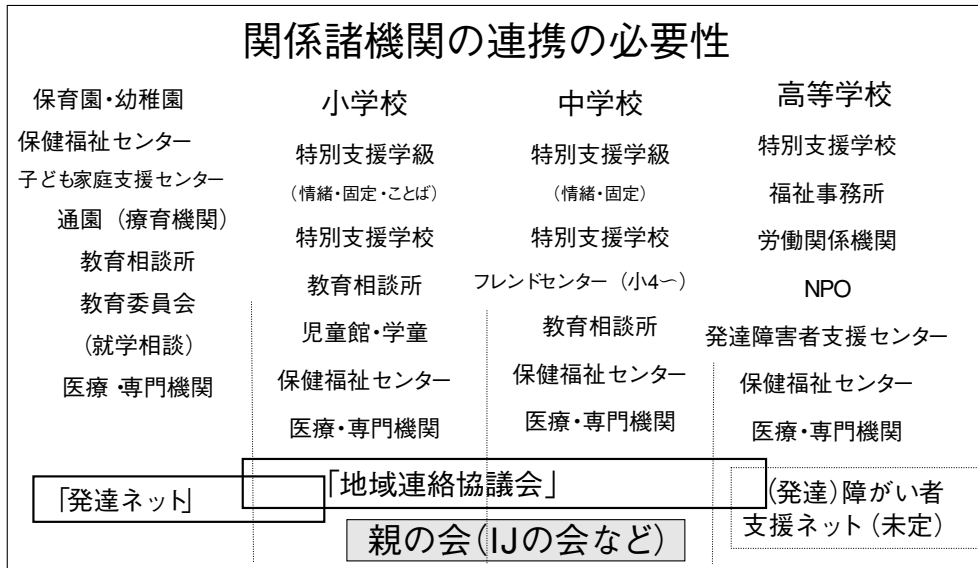 関係諸機関の連携の必要性
保育園・幼稚園
保健福祉センター
子ども家庭支援センター
通園（療育機関）
教育相談所
教育委員会
（就学相談）
医療・専門機関
小学校
特別支援学級
（情緒・固定・ことば）
特別支援学校
教育相談所
児童館・学童
保健福祉センター
医療・専門機関
中学校
特別支援学級
（情緒・固定）
特別支援学校
フレンドセンター（小4〜）
教育相談所
保健福祉センター
医療・専門機関
高等学校
特別支援学校
福祉事務所
労働関係機関
NPO
発達障害者支援センター
保健福祉センター
医療・専門機関
「発達ネット」
「地域連絡協議会」
（発達）障がい者
支援ネット（未定）
親の会（IJの会など）